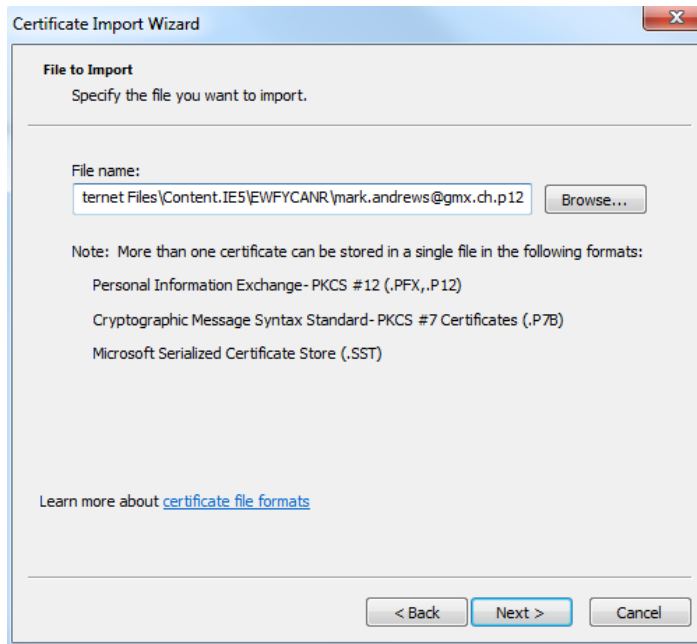 Certificate Import Wizard
File to Import
Specify the file you want to import.
File name:
ternet Files\Content.IE5\EWFYCANR\mark.andrews@gmx.ch.p12
Browse...
Note: More than one certificate can be stored in a single file in the following formats:
Personal Information Exchange- PKCS #12 (.PFX,.P12)
Cryptographic Message Syntax Standard- PKCS #7 Certificates (.P7B)
Microsoft Serialized Certificate Store (.SST)
Learn more about certificate file formats
< Back
Next >
Cancel